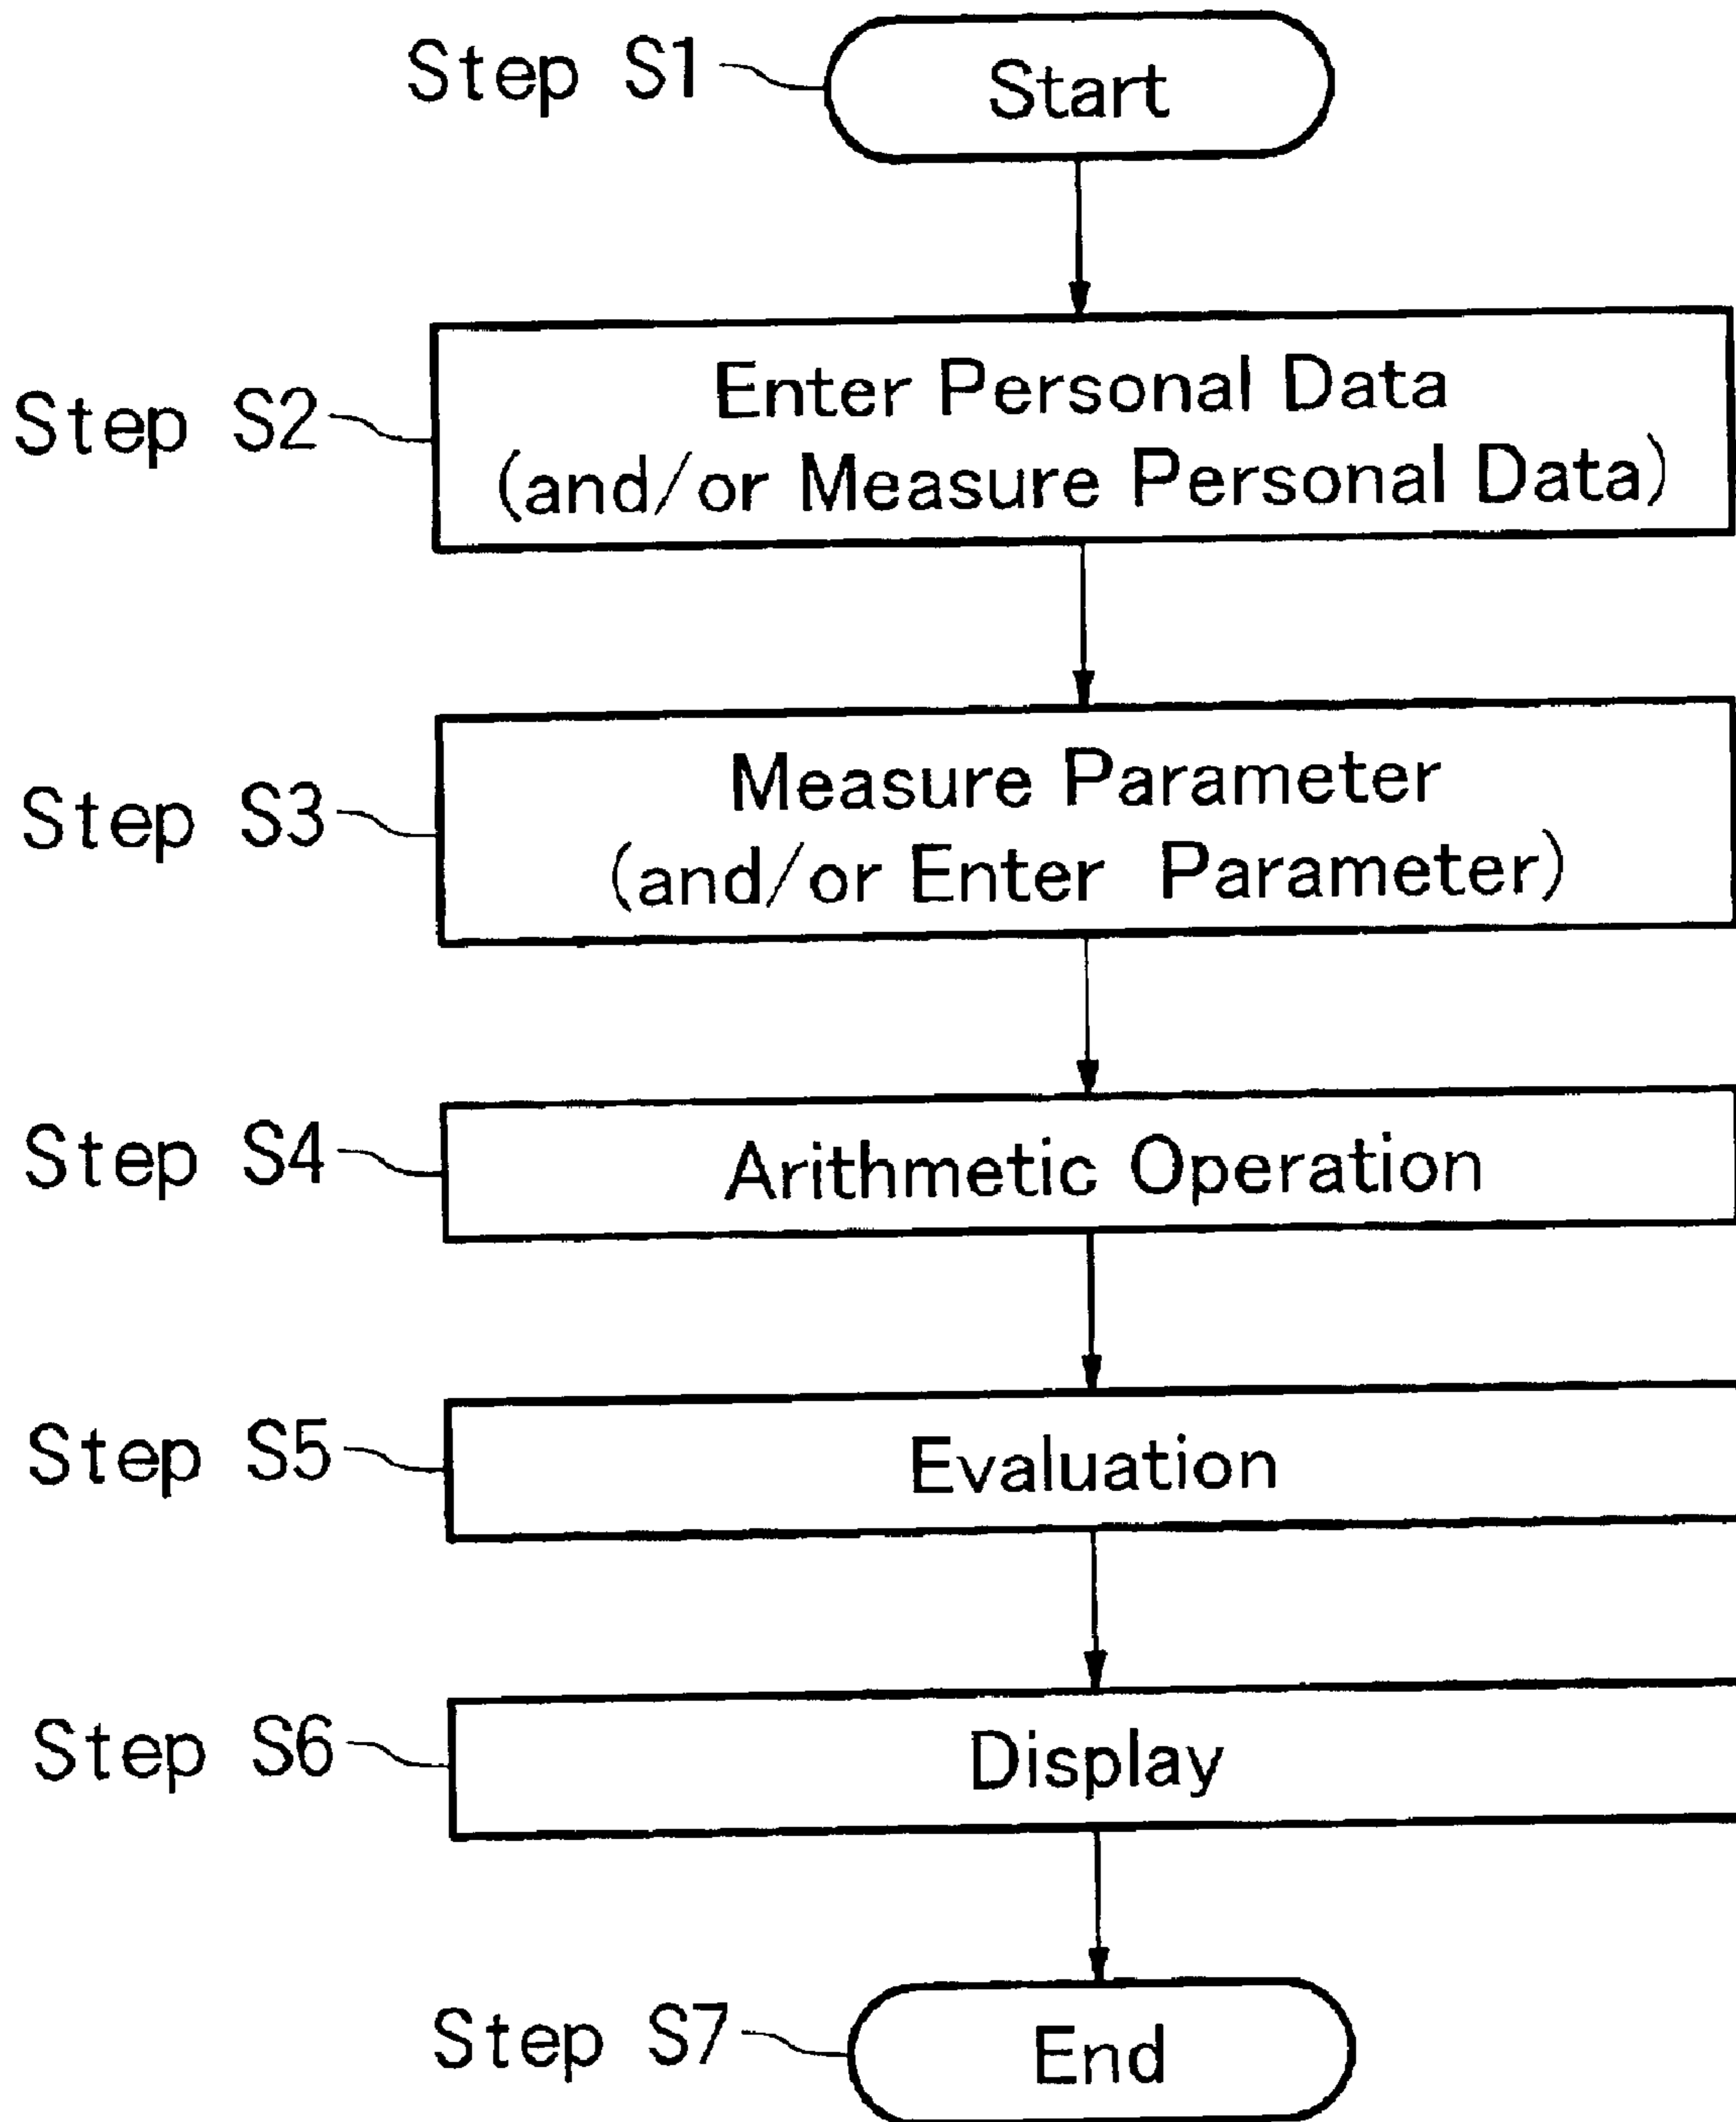 Step S1
Start
Step S2
Enter Personal Data
(and/or Measure Personal Data)
Step S3
Measure Parameter
(and/or Enter Parameter)
Step S4
Arithmetic Operation
Step S5
Evaluation
Step S6
Display
Step S7
End